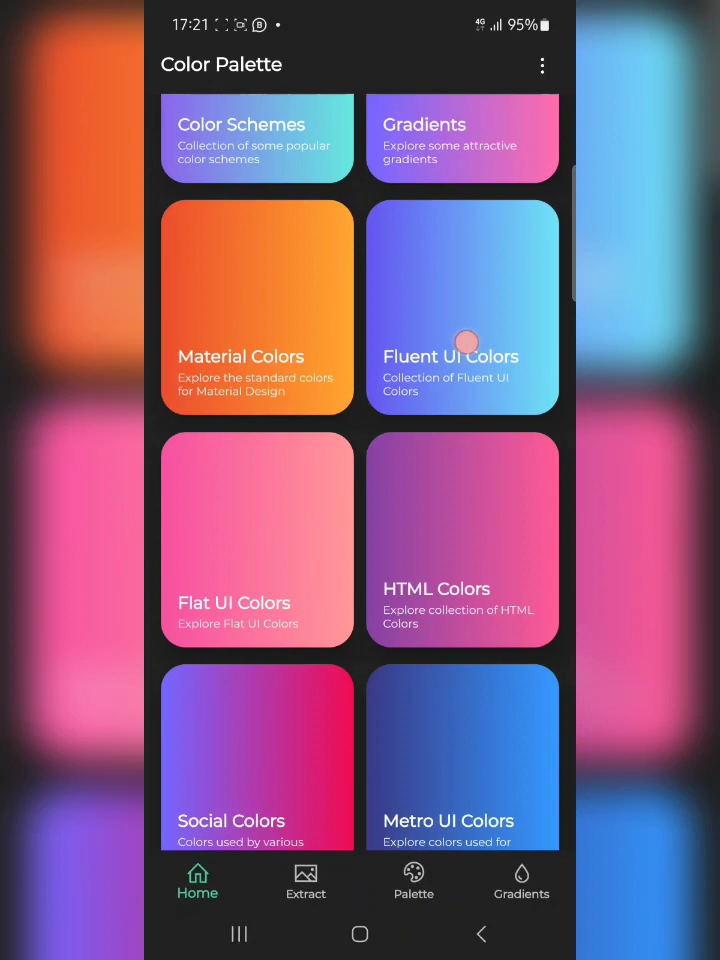 17:21
4G 95%
Color Palette
Color Schemes
Collection of some popular
color schemes
Gradients
Explore some attractive
gradients
Material Colors
Explore the standard colors
for Material Design
Fluent UI Colors
Collection of Fluent UI
Colors
Flat UI Colors
Explore Flat UI Colors
HTML Colors
Explore collection of HTML
Colors
Social Colors
Colors used by various
Metro UI Colors
Explore colors used for
Home
Extract
Palette
Gradients